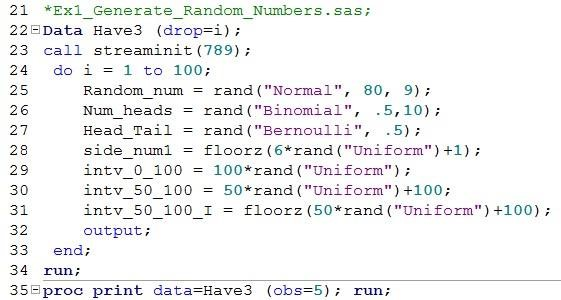 21 *Ex1_Generate_Random_Numbers.sas;
22 Data Have3 (drop=i);
23 call streaminit(789);
24 do i = 1 to 100;
25 Random_num = rand("Normal", 80, 9);
26 Num_heads = rand("Binomial", .5,10);
27 Head_Tail = rand("Bernoulli", .5);
28 side_num1 = floorz(6*rand("Uniform")+1);
29 intv_0_100 = 100*rand("Uniform");
30 intv_50_100 = 50*rand("Uniform")+100;
31 intv_50_100_I = floorz(50*rand("Uniform")+100);
32 output;
33 end;
34 run;
35 proc print data=Have3 (obs=5); run;